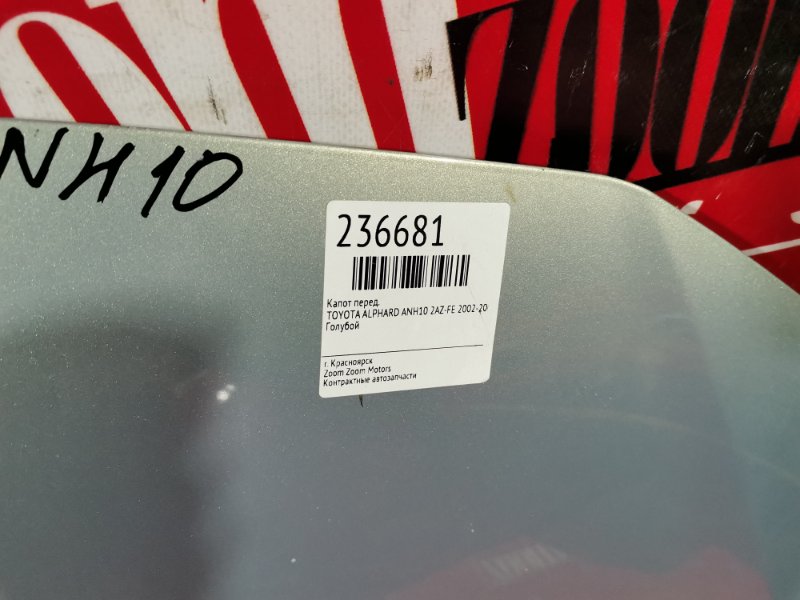 NH10
236681
Капот перед.
TOYOTA ALPHARD ANH10 2AZ-FE 2002-20
Голубой
г. Красноярск
Zoom Zoom Motors
Контрактные автозапчасти